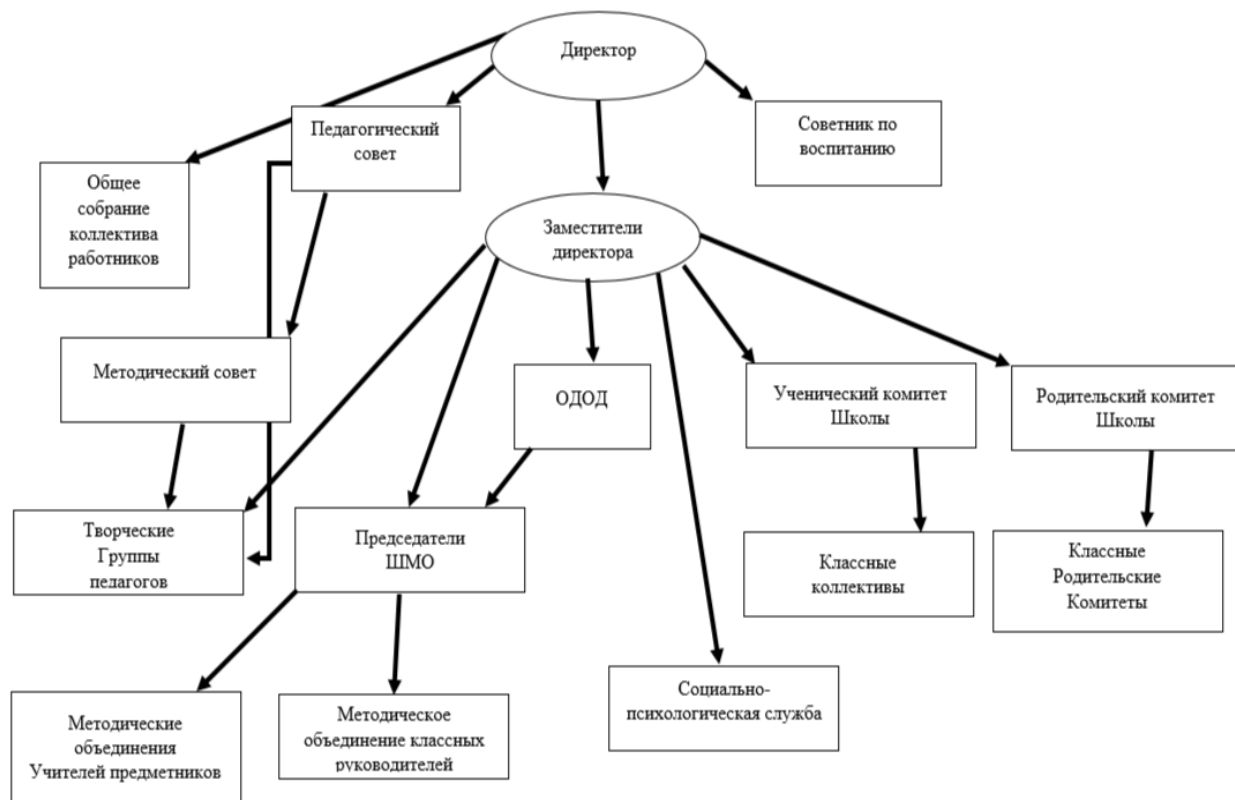 Директор
Педагогический
совет
Советник по
воспитанию
Общее
собрание
коллектива
работников
Заместители
директора
Методический совет
ОДОД
Ученический комитет
Школы
Родительский комитет
Школы
Творческие
Группы
педагогов
Председатели
ШМО
Классные
коллективы
Классные
Родительские
Комитеты
Методические
объединения
Учителей предметников
Методическое
объединение классных
руководителей
Социально-
психологическая служба